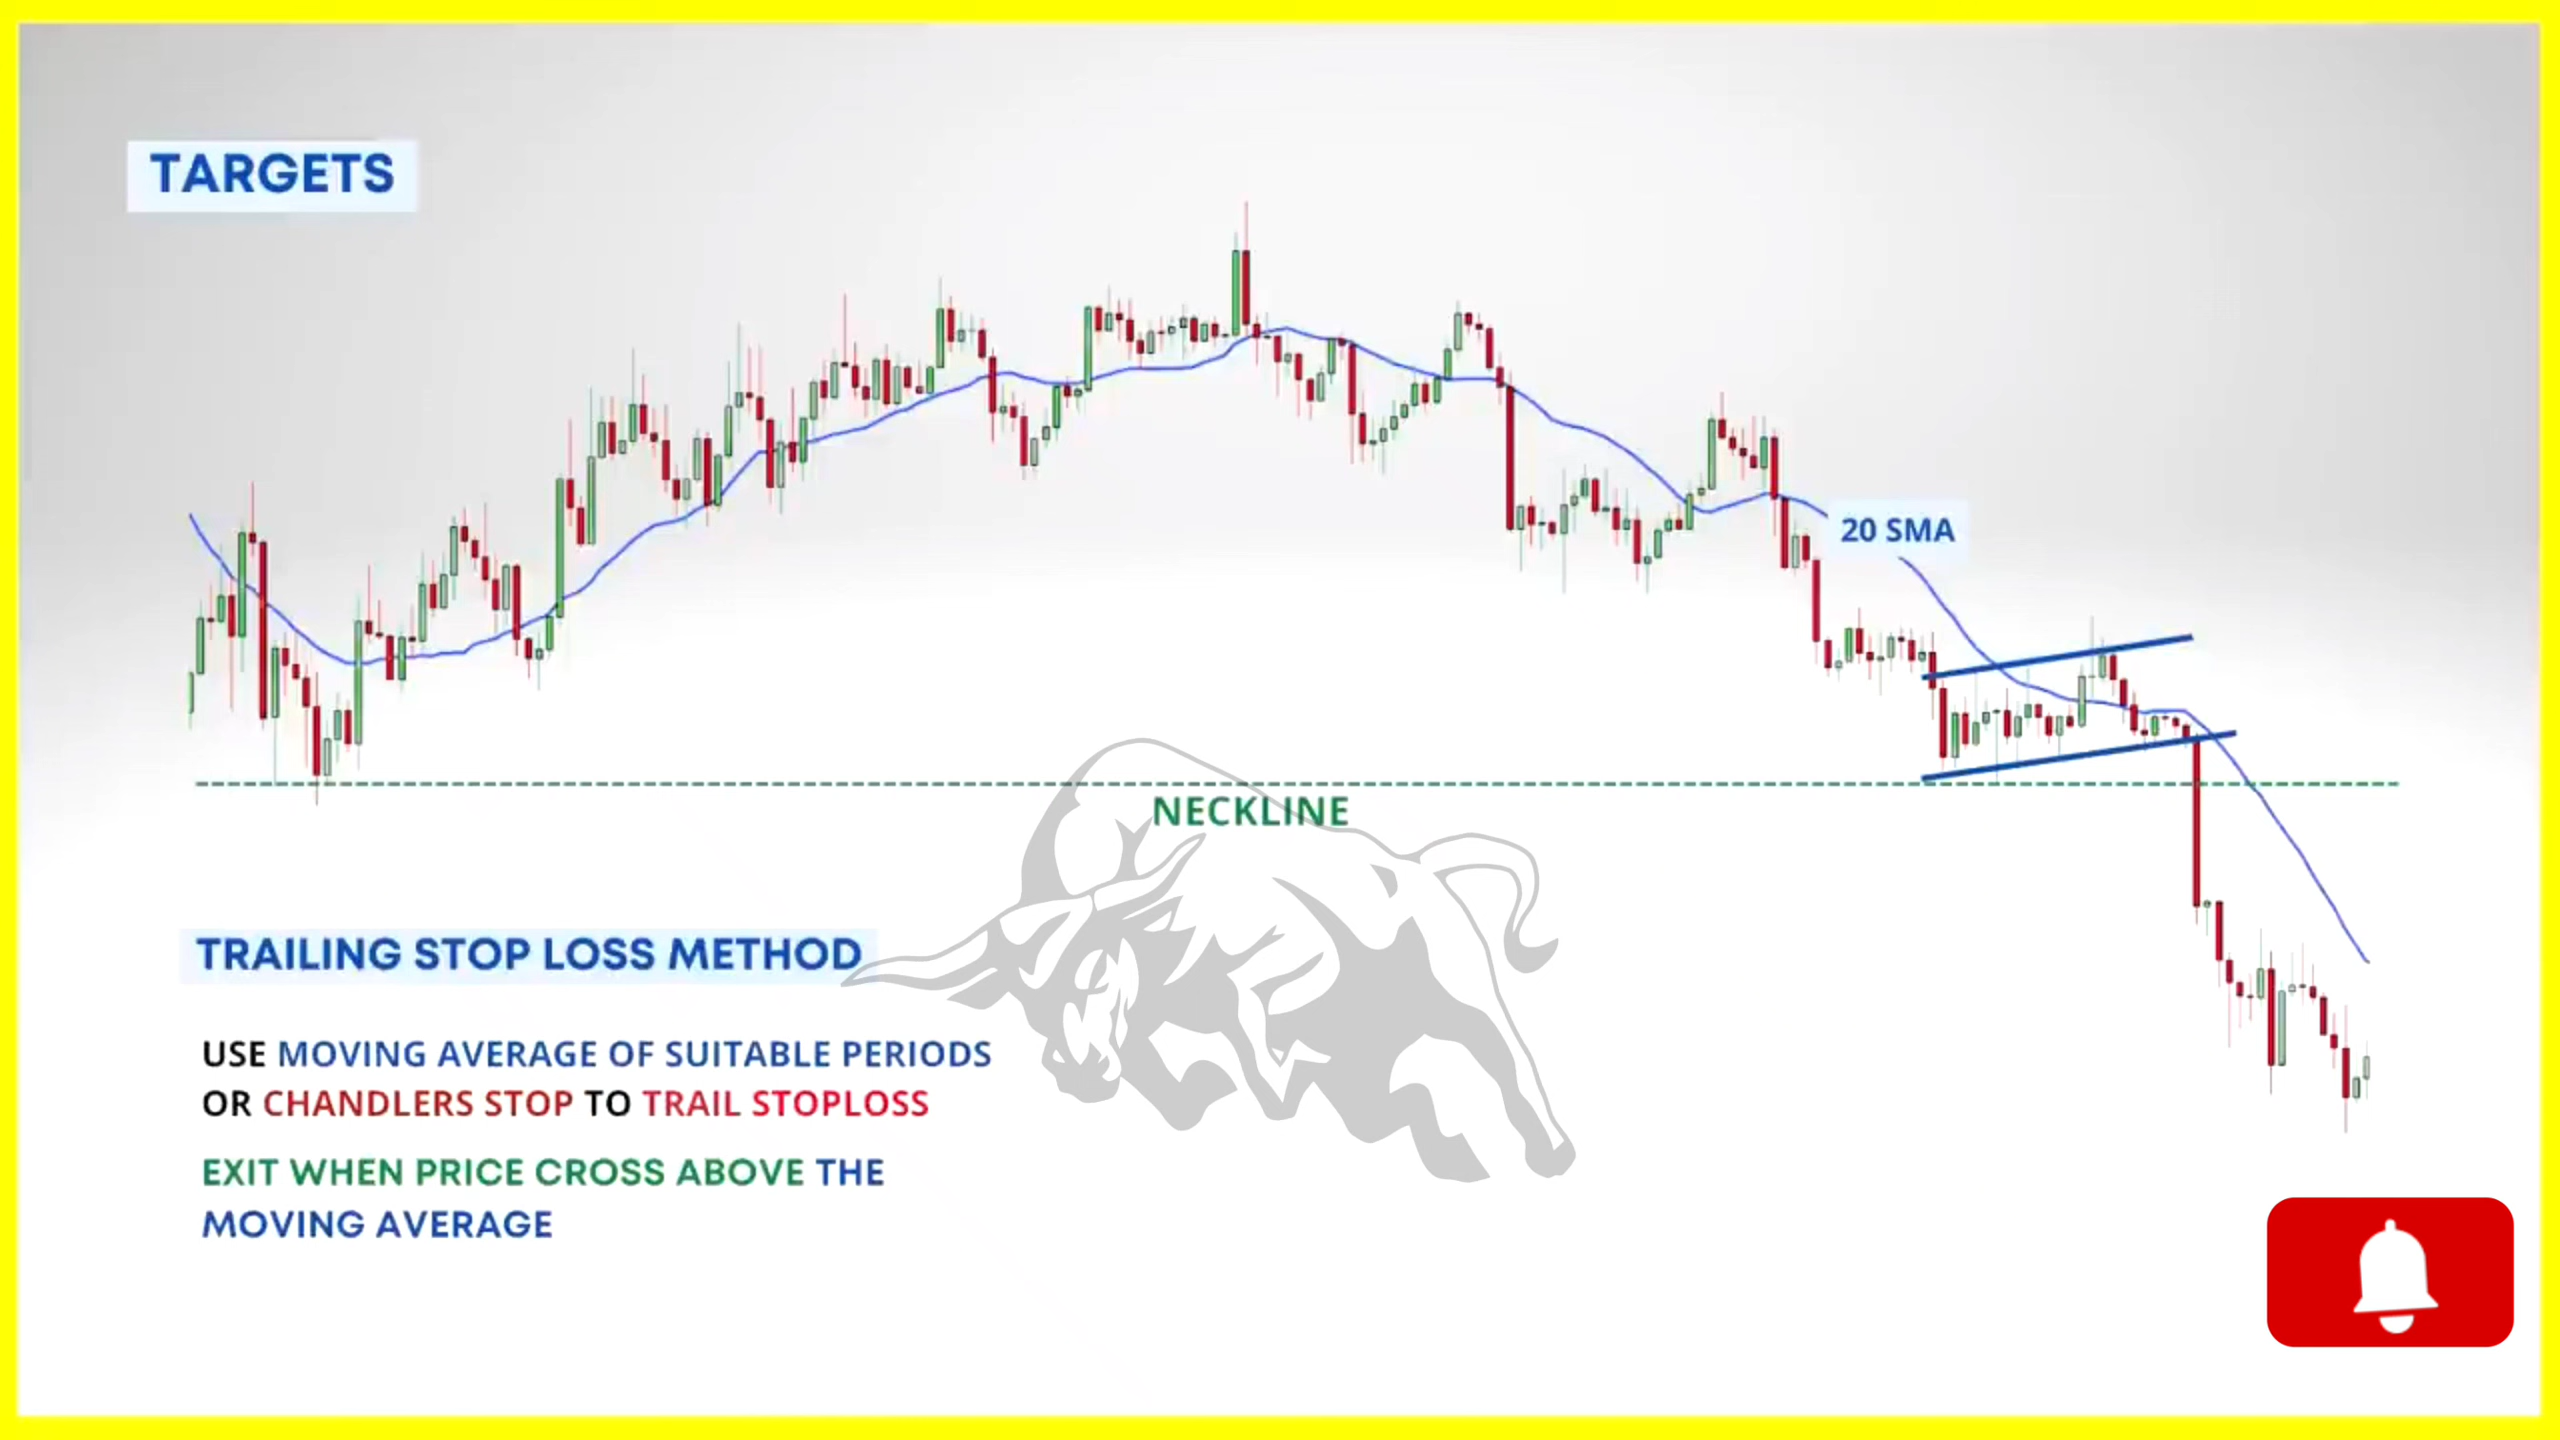 TARGETS
20 SMA
NECKLINE
TRAILING STOP LOSS METHOD
USE MOVING AVERAGE OF SUITABLE PERIODS
OR CHANDLERS STOP TO TRAIL STOPLOSS
EXIT WHEN PRICE CROSS ABOVE THE
MOVING AVERAGE